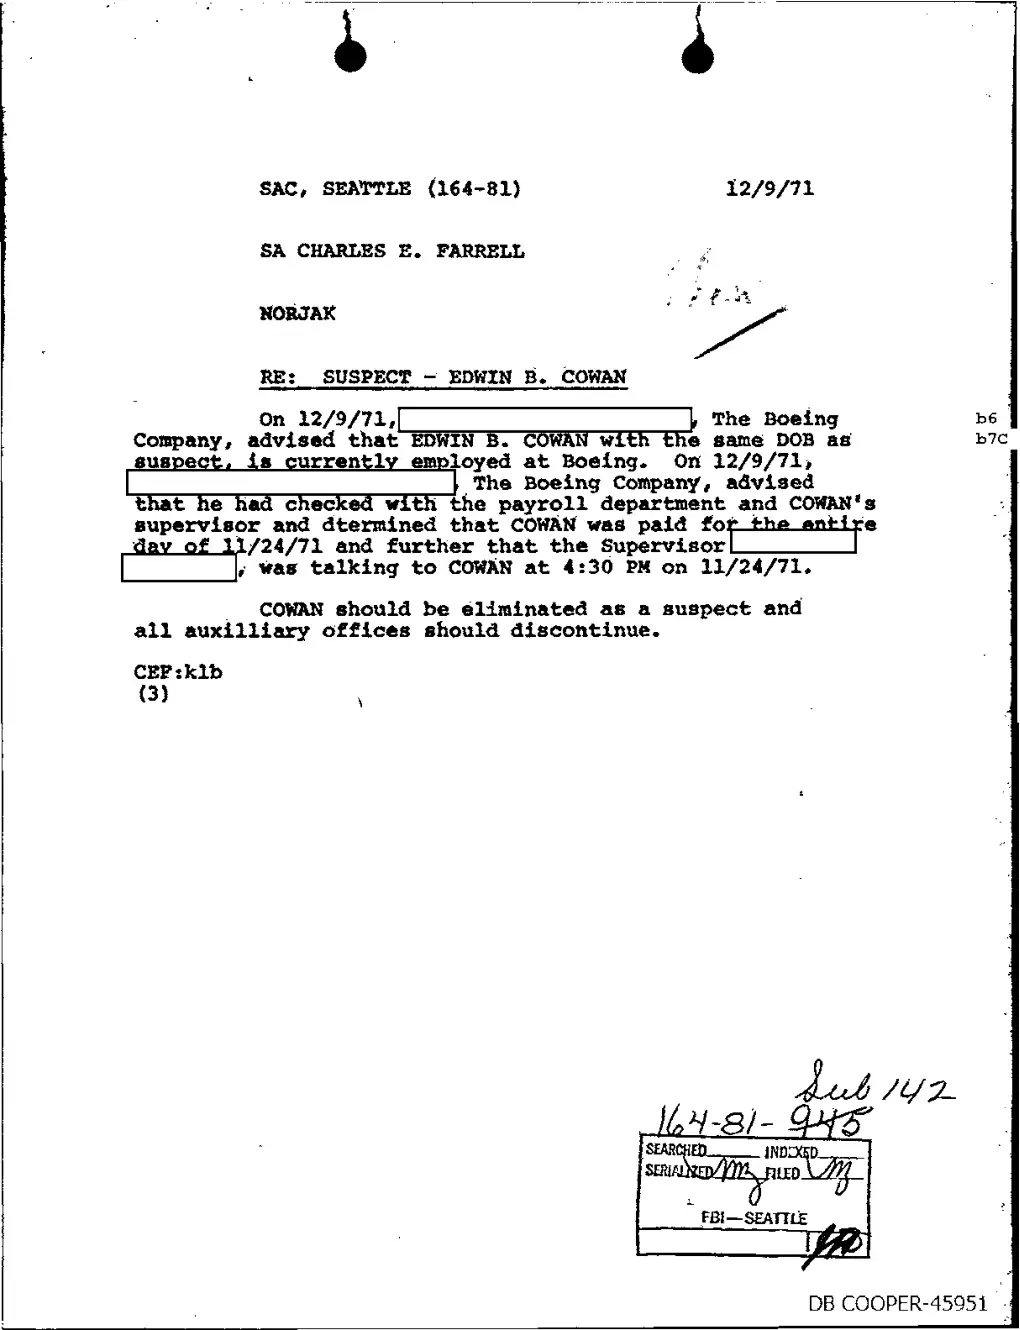 SAC, SEATTLE (164-81) 12/9/71
SA CHARLES E. FARRELL
NORJAK
RE: SUSPECT - EDWIN B. COWAN
On 12/9/71, , The Boeing b6
Company, advised that EDWIN B. COWAN with the same DOB as b7C
suspect, is currently employed at Boeing. On 12/9/71,
, The Boeing Company, advised
that he had checked with the payroll department and COWAN's
supervisor and dtermined that COWAN was paid for the entire
day of 11/24/71 and further that the Supervisor
, was talking to COWAN at 4:30 PM on 11/24/71.
COWAN should be eliminated as a suspect and
all auxilliary offices should discontinue.
CEF:klb
(3)
Sub 142
164-81-945
SEARCHED INDEXED
SERIALIZED FILED
FBI—SEATTLE
DB COOPER-45951